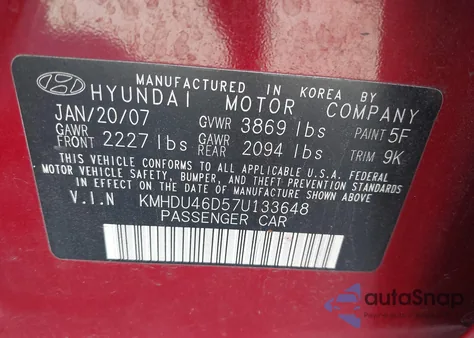 MANUFACTURED IN KOREA BY
HYUNDAI MOTOR COMPANY
JAN/20/07 GVWR 3869 lbs PAINT 5F
GAWR FRONT 2227 lbs GAWR REAR 2094 lbs TRIM 9K
THIS VEHICLE CONFORMS TO ALL APPLICABLE U.S.A. FEDERAL
MOTOR VEHICLE SAFETY, BUMPER, AND THEFT PREVENTION STANDARDS
IN EFFECT ON THE DATE OF MANUFACTURE SHOWN ABOVE.
V.I.N KMHDU46D57U133648
PASSENGER CAR
autoSnap